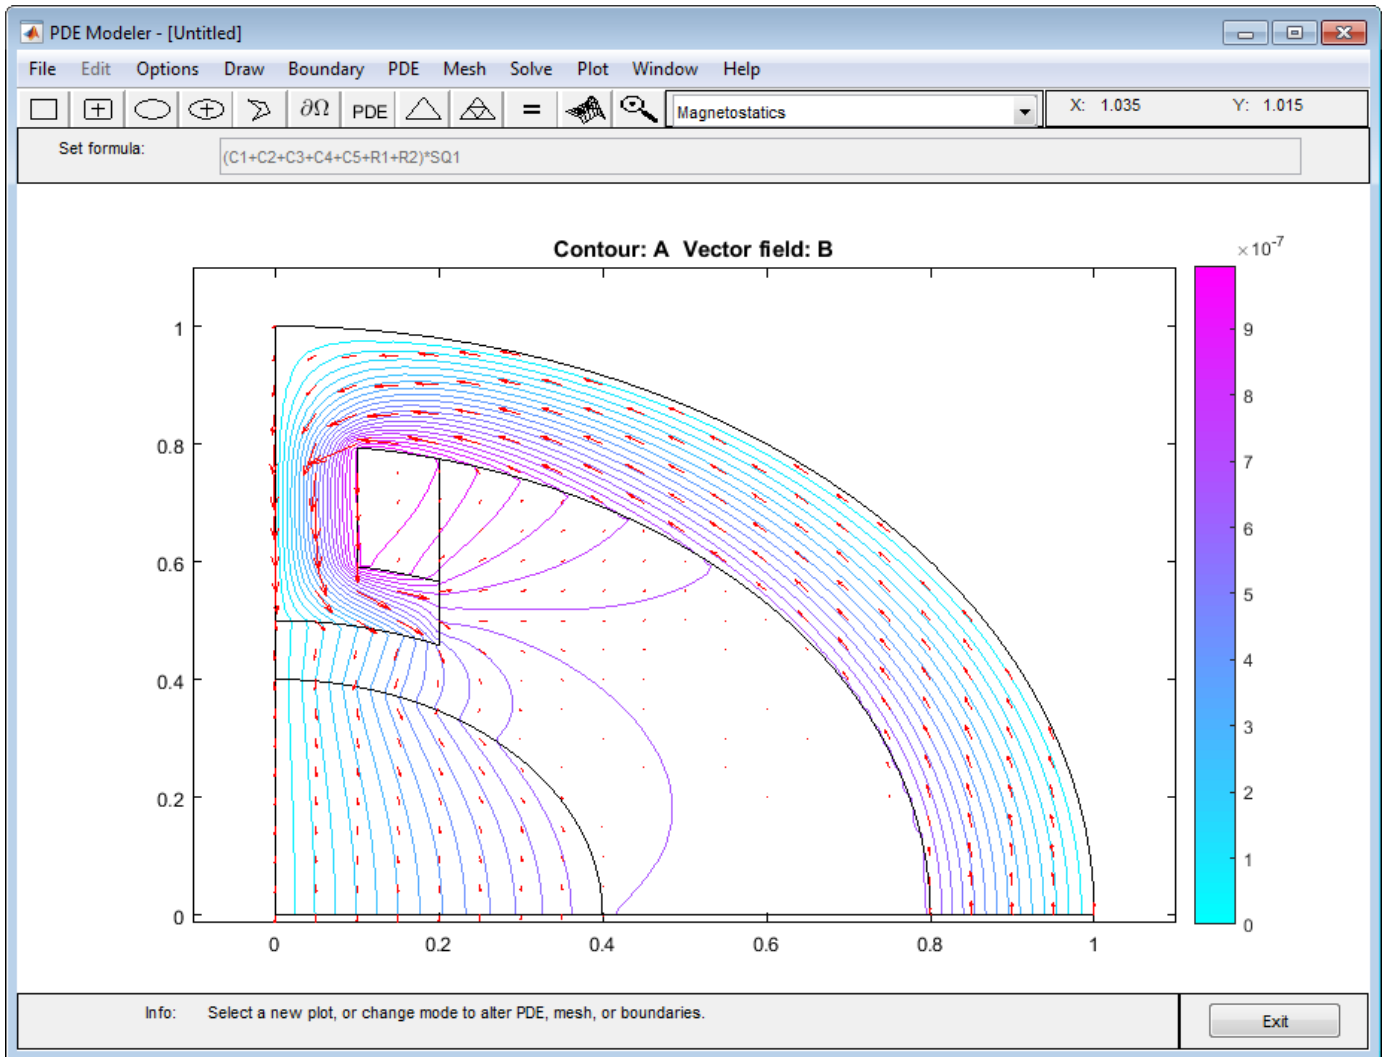 PDE Modeler - [Untitled]
File Edit Options Draw Boundary PDE Mesh Solve Plot Window Help
∂Ω PDE = Magnetostatics X: 1.035 Y: 1.015
Set formula: (C1+C2+C3+C4+C5+R1+R2)*SQ1
Contour: A Vector field: B
×10⁻⁷
1
0.8
0.6
0.4
0.2
0
0 0.2 0.4 0.6 0.8 1
9
8
7
6
5
4
3
2
1
0
Info: Select a new plot, or change mode to alter PDE, mesh, or boundaries.
Exit